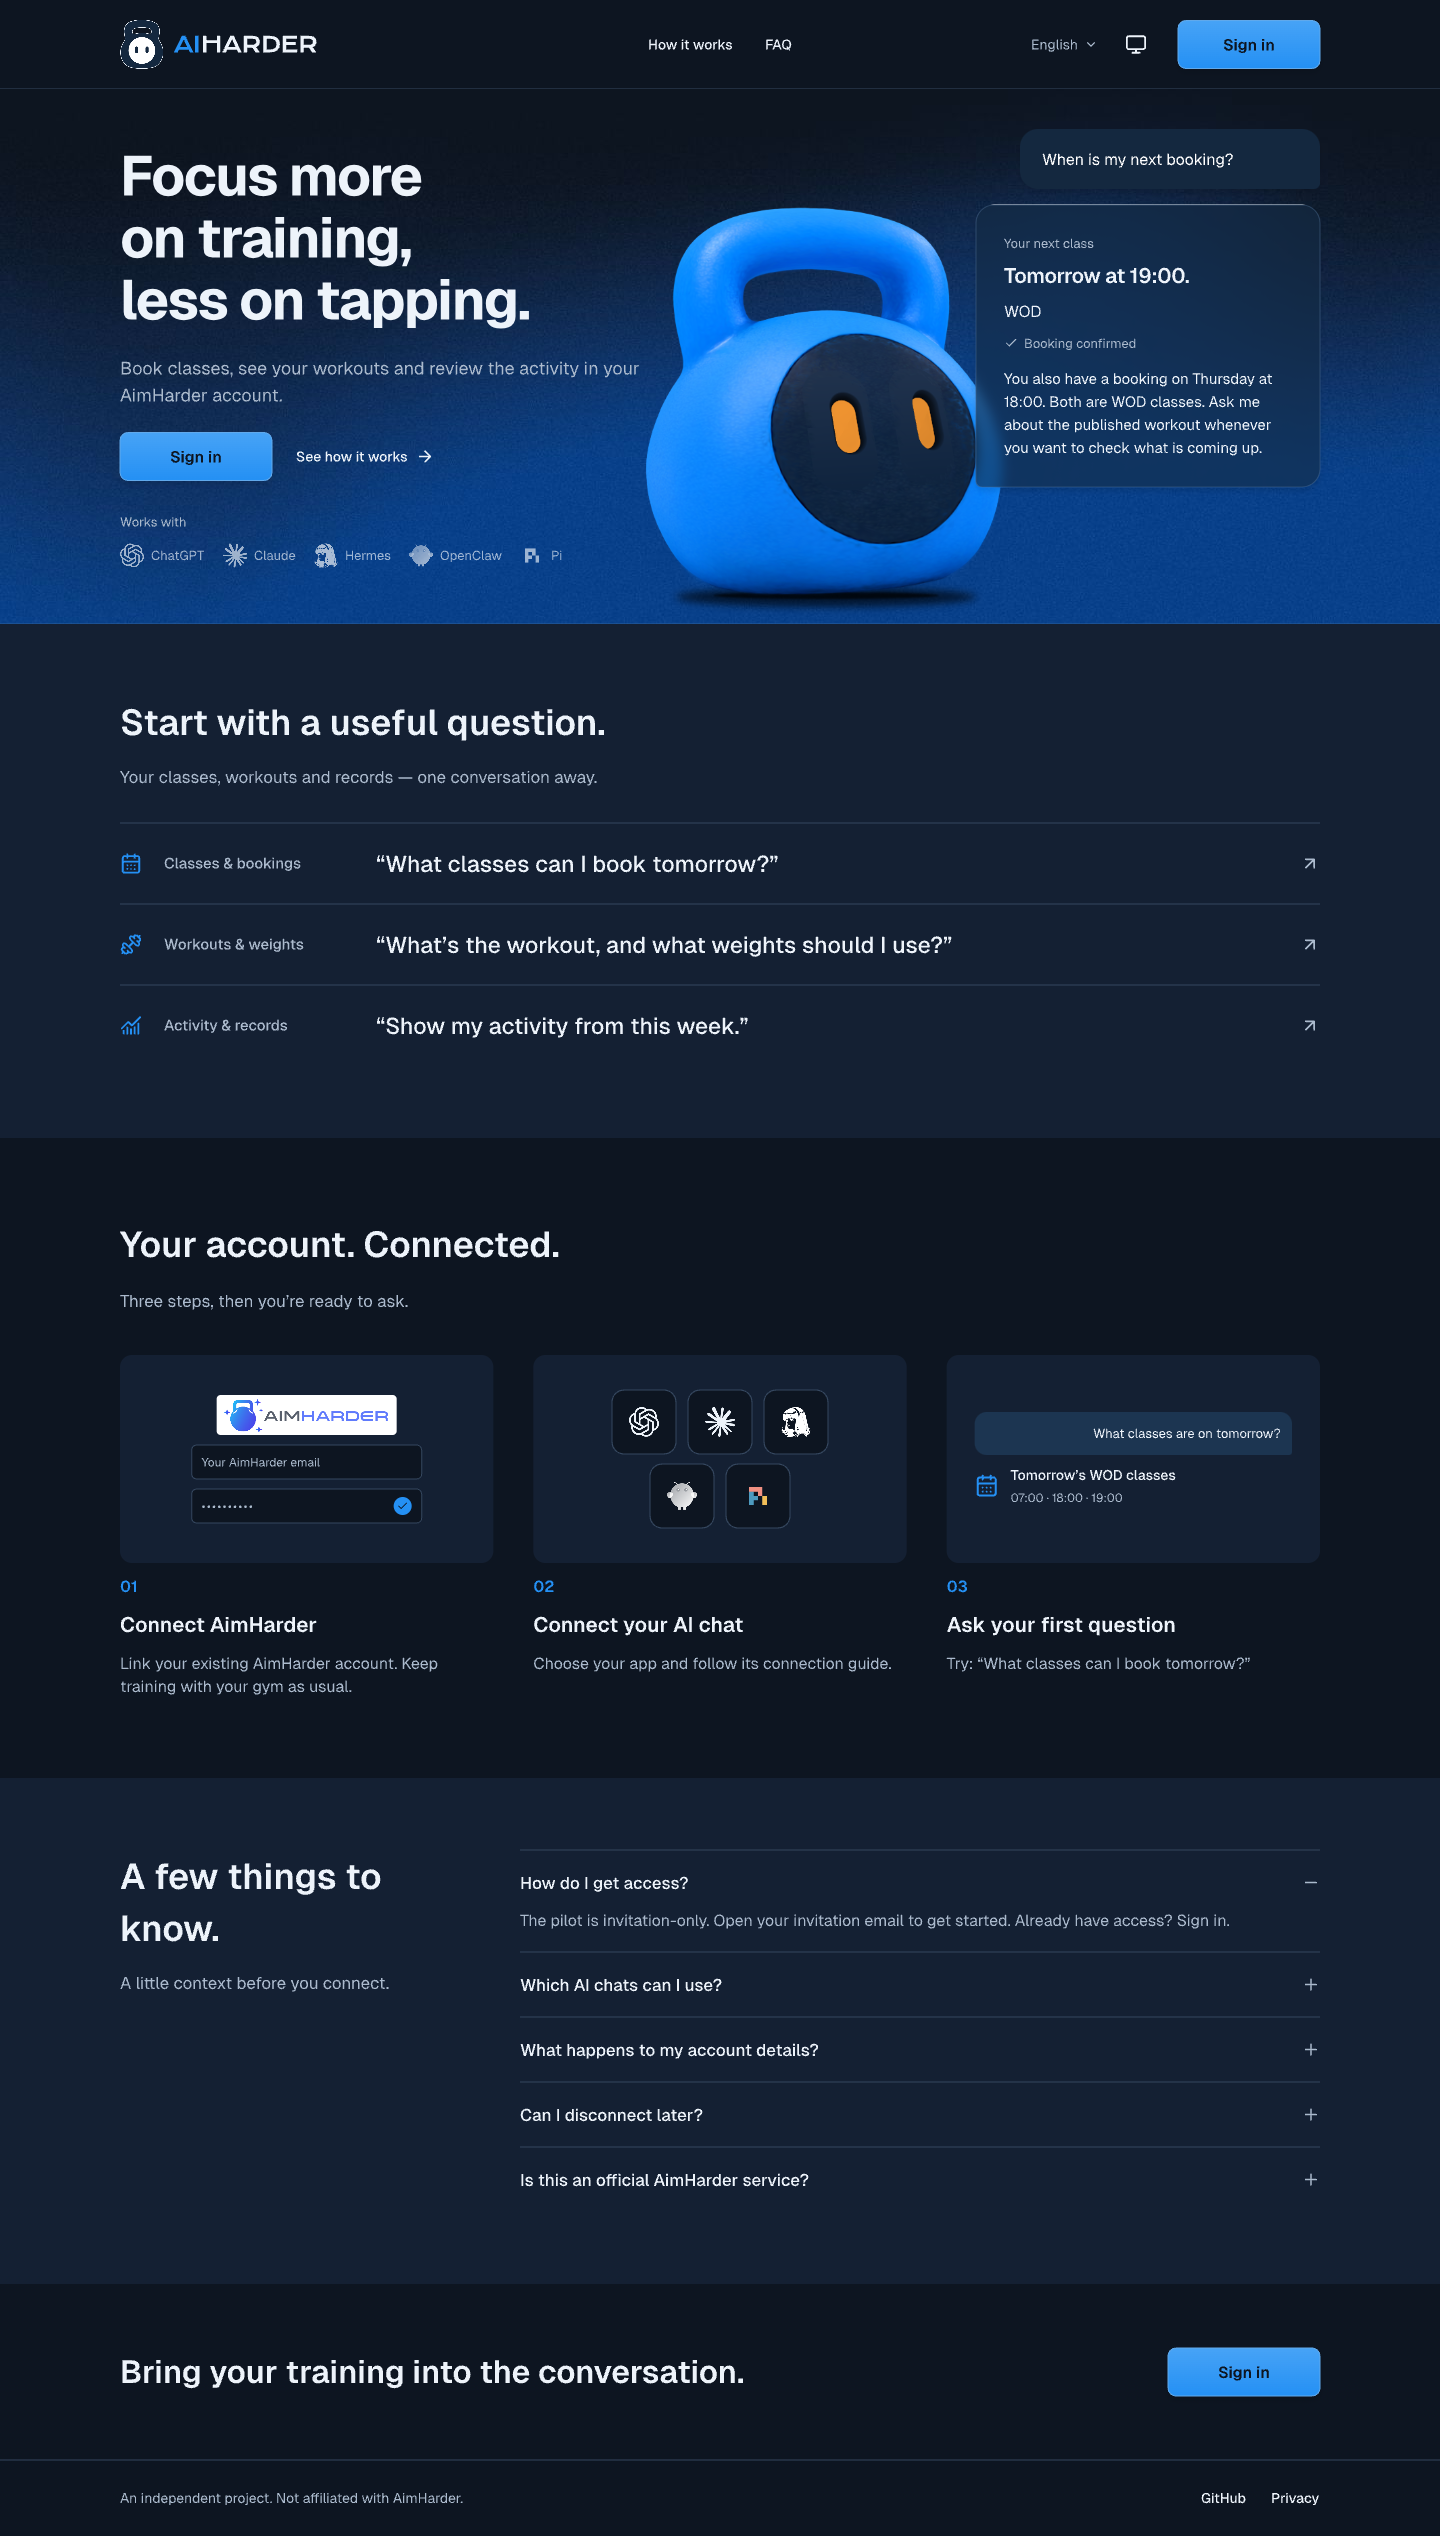 AIHARDER
How it works
FAQ
English
Sign in
Focus more
on training,
less on tapping.
Book classes, see your workouts and review the activity in your
AimHarder account.
Sign in
See how it works
Works with
ChatGPT
Claude
Hermes
OpenClaw
Pi
When is my next booking?
Your next class
Tomorrow at 19:00.
WOD
Booking confirmed
You also have a booking on Thursday at
18:00. Both are WOD classes. Ask me
about the published workout whenever
you want to check what is coming up.
Start with a useful question.
Your classes, workouts and records — one conversation away.
Classes & bookings
“What classes can I book tomorrow?”
Workouts & weights
“What’s the workout, and what weights should I use?”
Activity & records
“Show my activity from this week.”
Your account. Connected.
Three steps, then you’re ready to ask.
AIMHARDER
Your AimHarder email
••••••••••
01
Connect AimHarder
Link your existing AimHarder account. Keep
training with your gym as usual.
02
Connect your AI chat
Choose your app and follow its connection guide.
What classes are on tomorrow?
Tomorrow’s WOD classes
07:00 · 18:00 · 19:00
03
Ask your first question
Try: “What classes can I book tomorrow?”
A few things to
know.
A little context before you connect.
How do I get access?
The pilot is invitation-only. Open your invitation email to get started. Already have access? Sign in.
Which AI chats can I use?
What happens to my account details?
Can I disconnect later?
Is this an official AimHarder service?
Bring your training into the conversation.
Sign in
An independent project. Not affiliated with AimHarder.
GitHub
Privacy